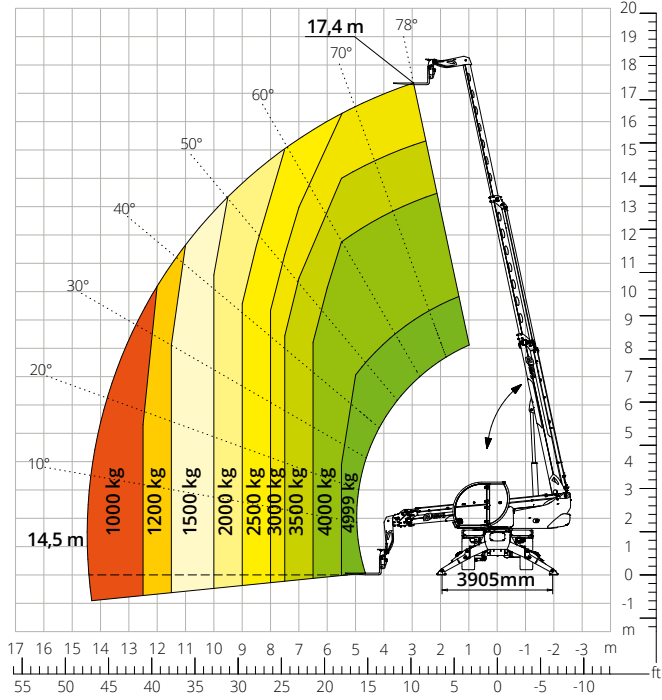 20
17,4 m
78°
19
70°
18
17
60°
16
15
50°
14
13
40°
12
11
10
30°
9
8
20°
7
6
5
10°
4
3
1000 kg
1200 kg
1500 kg
2000 kg
2500 kg
3000 kg
3500 kg
4000 kg
4999 kg
2
14,5 m
1
0
3905mm
-1
m
17 16 15 14 13 12 11 10 9 8 7 6 5 4 3 2 1 0 -1 -2 -3 m
ft
55 50 45 40 35 30 25 20 15 10 5 0 -5 -10